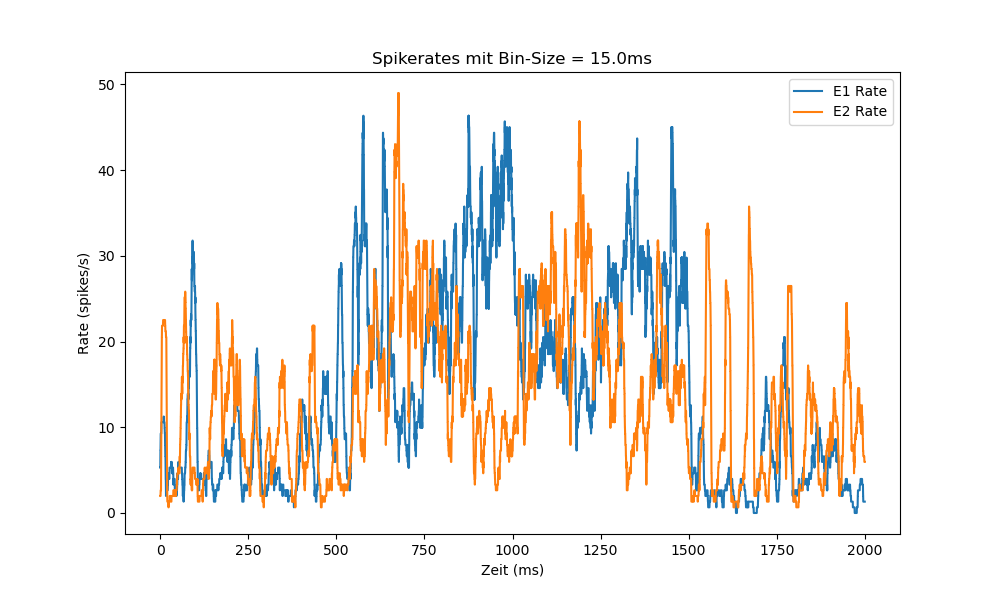 Spikerates mit Bin-Size = 15.0ms
E1 Rate
E2 Rate
Rate (spikes/s)
50
40
30
20
10
0
0 250 500 750 1000 1250 1500 1750 2000
Zeit (ms)